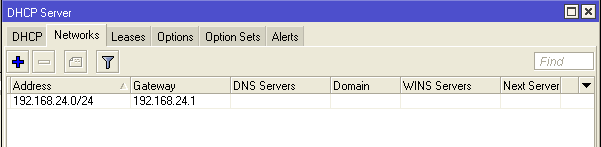 DHCP Server
DHCP Networks Leases Options Option Sets Alerts
Find
Address Gateway DNS Servers Domain WINS Servers Next Server
192.168.24.0/24 192.168.24.1